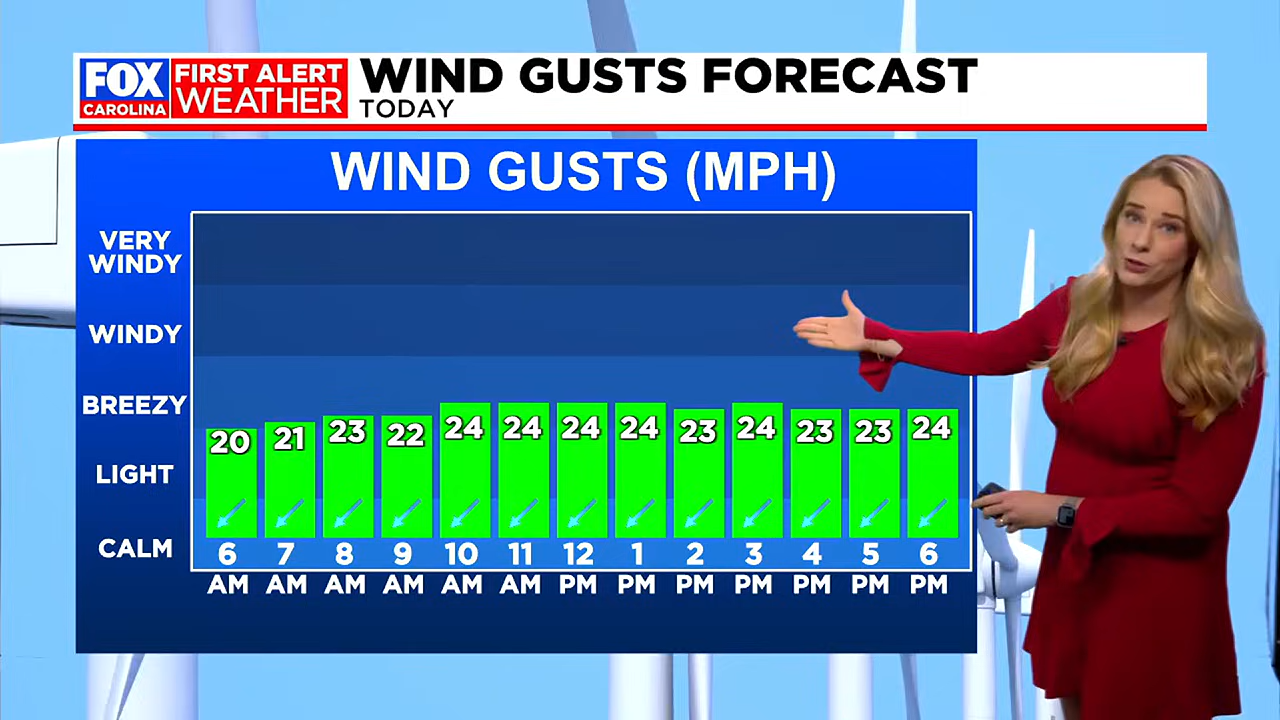 FOX
CAROLINA
FIRST ALERT
WEATHER
WIND GUSTS FORECAST
TODAY
WIND GUSTS (MPH)
VERY
WINDY
WINDY
BREEZY
LIGHT
CALM
20 21 23 22 24 24 24 24 23 24 23 23 24
6 7 8 9 10 11 12 1 2 3 4 5 6
AM AM AM AM AM AM PM PM PM PM PM PM PM